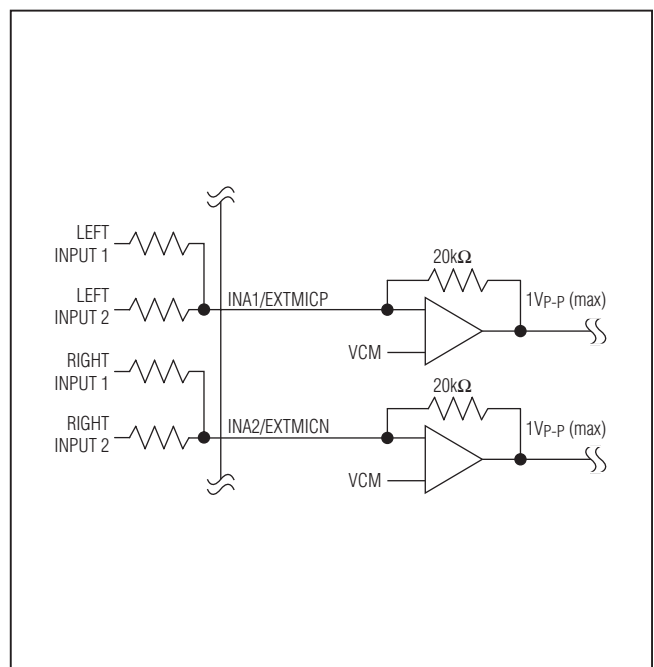 LEFT
INPUT 1
LEFT
INPUT 2
RIGHT
INPUT 1
RIGHT
INPUT 2
INA1/EXTMICP
20kΩ
1VP-P (max)
VCM
INA2/EXTMICN
20kΩ
1VP-P (max)
VCM